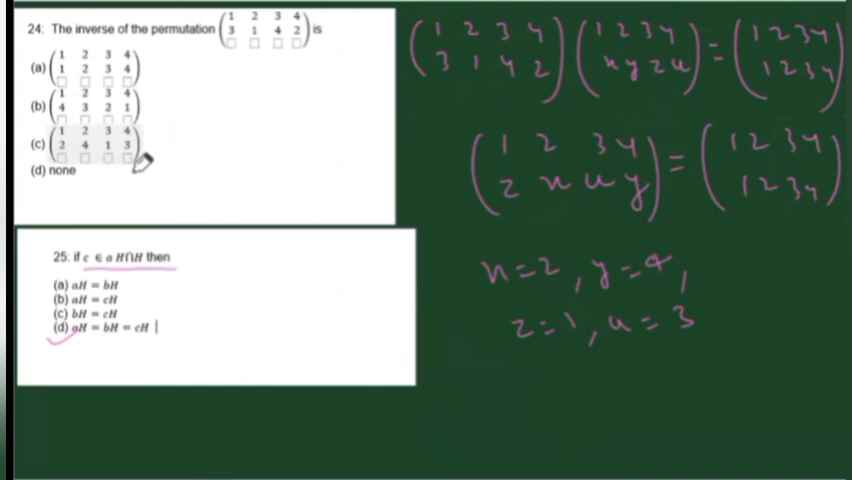 24: The inverse of the permutation (1 2 3 4
3 1 4 2) is
(a) (1 2 3 4
1 2 3 4)
(b) (1 2 3 4
4 3 2 1)
(c) (1 2 3 4
2 4 1 3)
(d) none
(1 2 3 4 (1 2 3 4 = (1 2 3 4
3 1 4 2) x y z u) 1 2 3 4)
(1 2 3 4 = (1 2 3 4
z x u y) 1 2 3 4)
x = 2, y = 4,
z = 1, u = 3
25: if c ∈ a H∩H then
(a) aH = bH
(b) aH = cH
(c) bH = cH
(d) aH = bH = cH